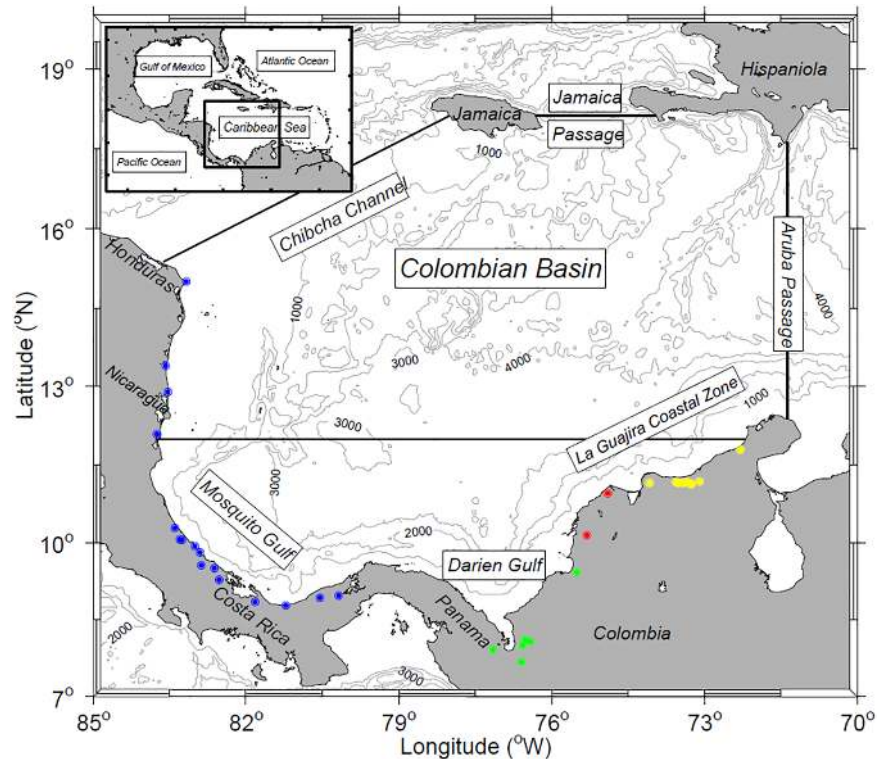 Gulf of Mexico
Atlantic Ocean
Caribbean Sea
Pacific Ocean
Hispaniola
Jamaica
Jamaica
Passage
1000
Chibcha Channel
Colombian Basin
Aruba Passage
4000
Honduras
1000
3000
4000
Nicaragua
1000
La Guajira Coastal Zone
3000
3000
Mosquito Gulf
2000
Darien Gulf
Costa Rica
Panama
Colombia
2000
3000
19°
16°
13°
10°
7°
Latitude (°N)
85° 82° 79° 76° 73° 70°
Longitude (°W)